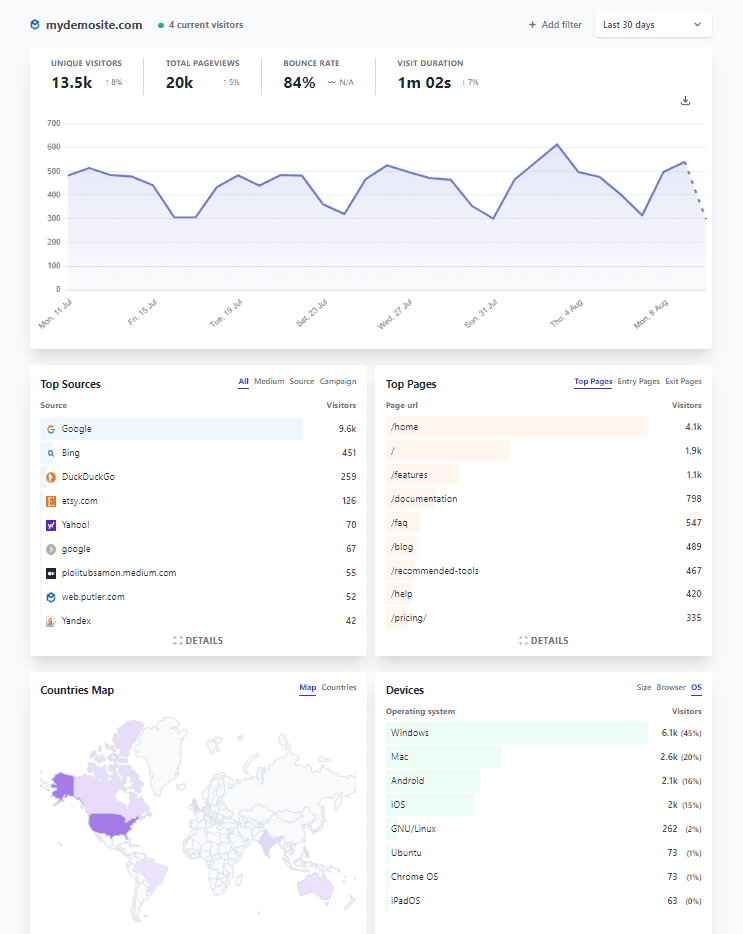 mydemosite.com 4 current visitors + Add filter Last 30 days
UNIQUE VISITORS TOTAL PAGEVIEWS BOUNCE RATE VISIT DURATION
13.5k ↑ 8% 20k ↑ 5% 84% 〰 N/A 1m 02s ↓ 7%
700
600
500
400
300
200
100
0
Mon, 11 Jul Fri, 15 Jul Tue, 19 Jul Sat, 23 Jul Wed, 27 Jul Sun, 31 Jul Thu, 4 Aug Mon, 8 Aug
Top Sources All Medium Source Campaign
Source Visitors
Google 9.6k
Bing 451
DuckDuckGo 259
etsy.com 126
Yahoo! 70
google 67
ploiitubsamon.medium.com 55
web.putler.com 52
Yandex 42
DETAILS
Top Pages Top Pages Entry Pages Exit Pages
Page url Visitors
/home 4.1k
/ 1.9k
/features 1.1k
/documentation 798
/faq 547
/blog 489
/recommended-tools 467
/help 420
/pricing/ 335
DETAILS
Countries Map Map Countries
Devices Size Browser OS
Operating system Visitors
Windows 6.1k (45%)
Mac 2.6k (20%)
Android 2.1k (16%)
iOS 2k (15%)
GNU/Linux 262 (2%)
Ubuntu 73 (1%)
Chrome OS 73 (1%)
iPadOS 63 (0%)